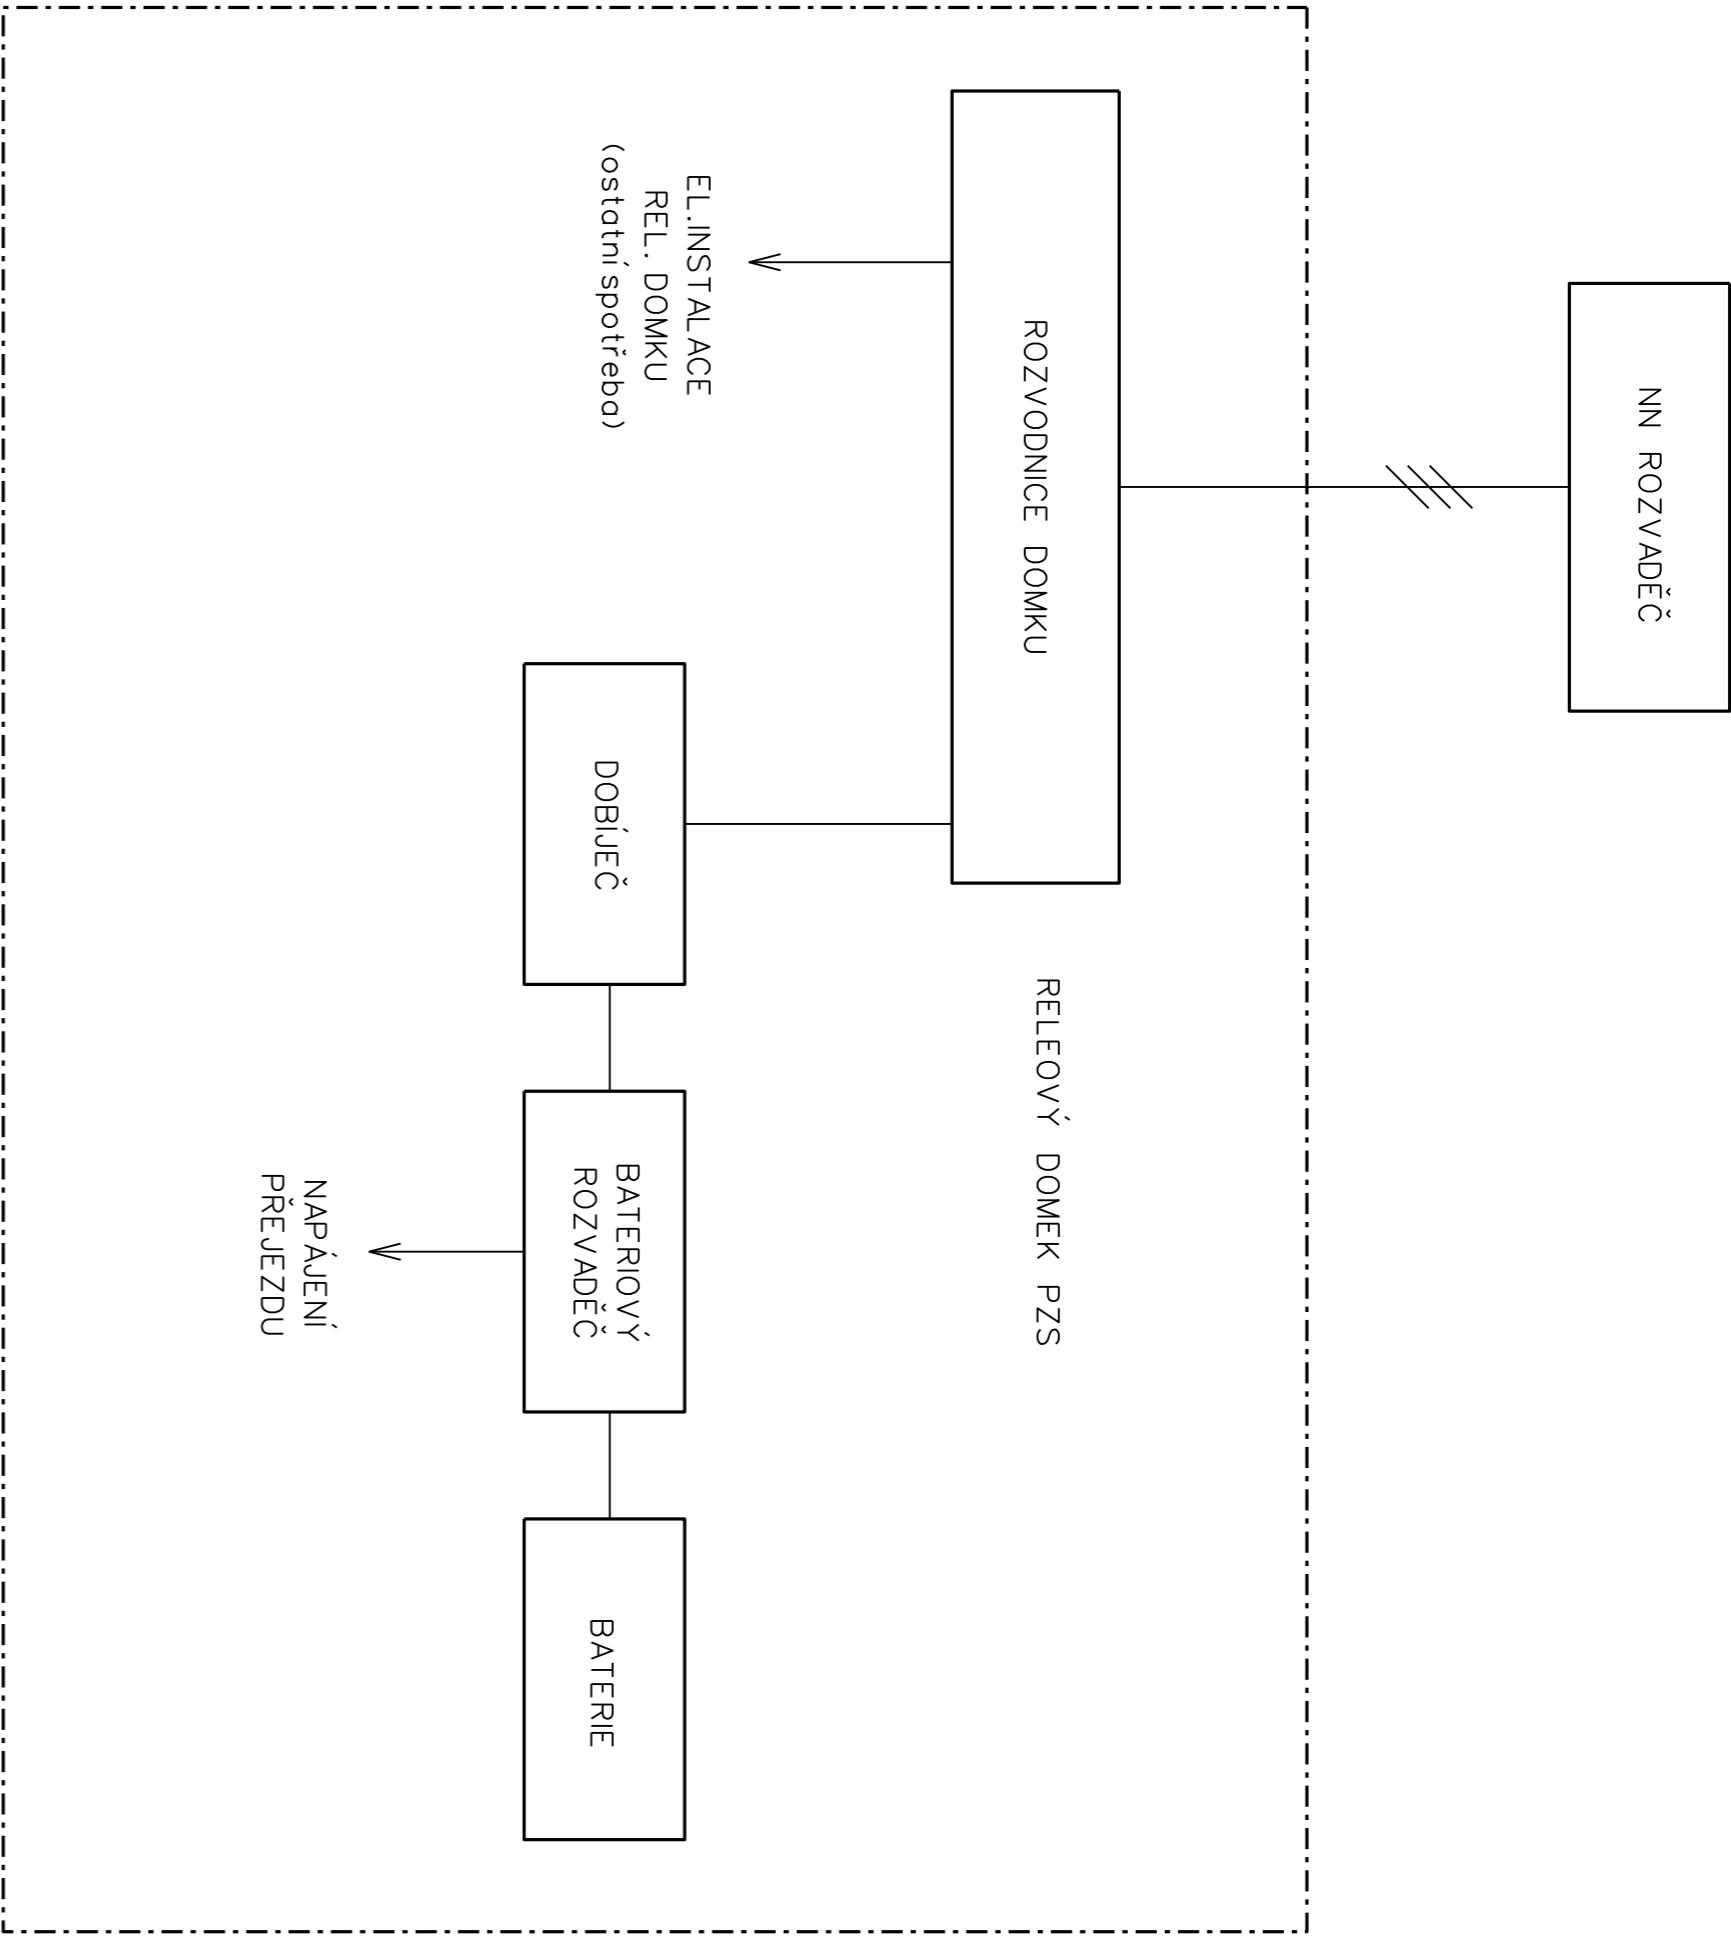 NN ROZVADĚČ
ROZVODNICE DOMKU
RELEOVÝ DOMEK PZS
EL.INSTALACE
REL. DOMKU
(ostatní spotřeba)
DOBÍJEČ
BATERIOVÝ
ROZVADĚČ
BATERIE
NAPÁJENÍ
PŘEJEZDU